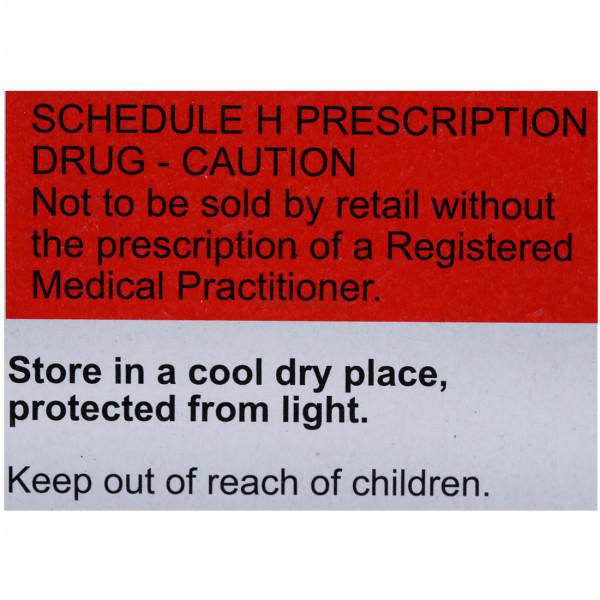 SCHEDULE H PRESCRIPTION
DRUG - CAUTION
Not to be sold by retail without
the prescription of a Registered
Medical Practitioner.
Store in a cool dry place,
protected from light.
Keep out of reach of children.